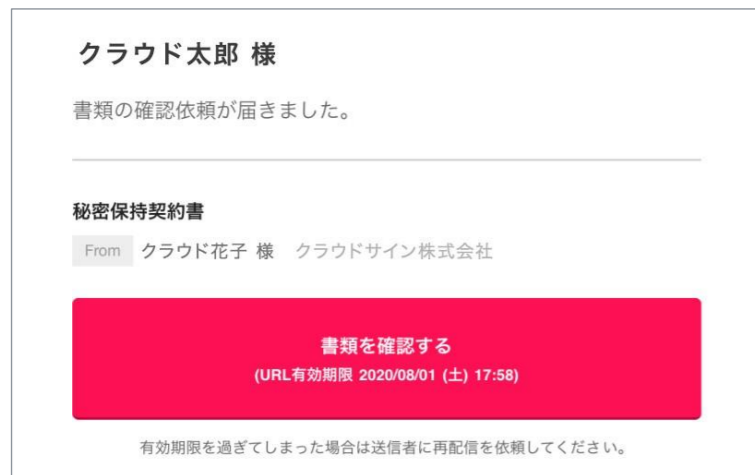 クラウド太郎 様
書類の確認依頼が届きました。
秘密保持契約書
From クラウド花子 様 クラウドサイン株式会社
書類を確認する
(URL有効期限 2020/08/01 (土) 17:58)
有効期限を過ぎてしまった場合は送信者に再配信を依頼してください。